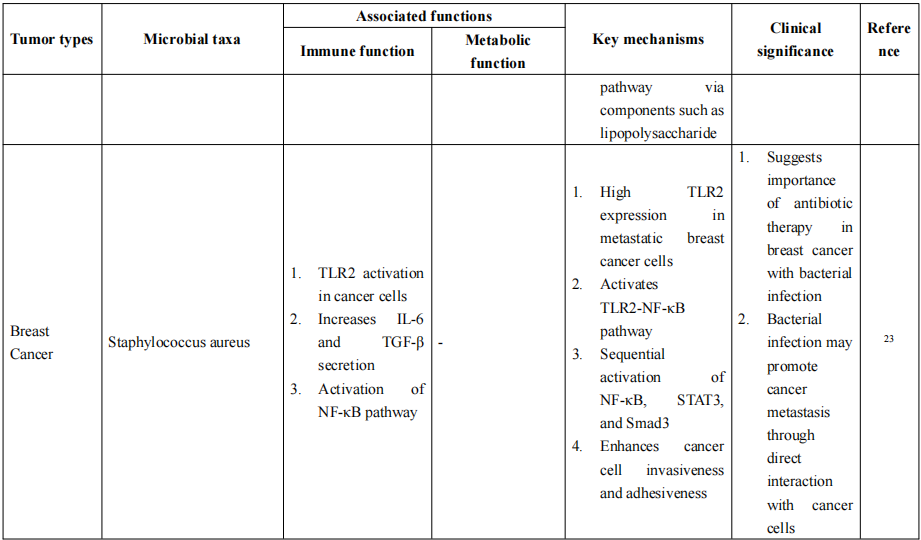 Tumor types
Microbial taxa
Associated functions
Immune function
Metabolic
function
Key mechanisms
Clinical
significance
Refere
nce
pathway via
components such as
lipopolysaccharide
Breast
Cancer
Staphylococcus aureus
1. TLR2 activation
in cancer cells
2. Increases IL-6
and TGF-β
secretion
3. Activation of
NF-κB pathway
-
1. High TLR2
expression in
metastatic breast
cancer cells
2. Activates
TLR2-NF-κB
pathway
3. Sequential
activation of
NF-κB, STAT3,
and Smad3
4. Enhances cancer
cell invasiveness
and adhesiveness
1. Suggests
importance
of antibiotic
therapy in
breast cancer
with bacterial
infection
2. Bacterial
infection may
promote
cancer
metastasis
through
direct
interaction
with cancer
cells
23